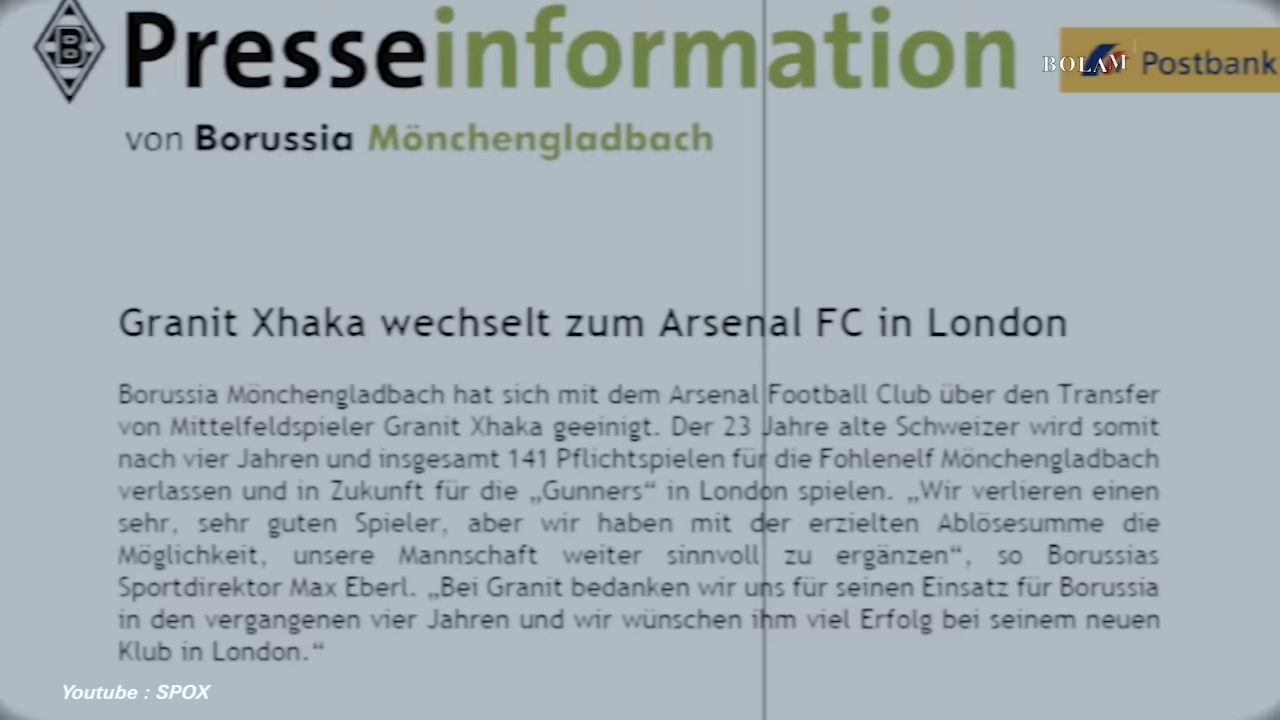 B Presseinformation BOLAM Postbank
von Borussia Mönchengladbach
Granit Xhaka wechselt zum Arsenal FC in London
Borussia Mönchengladbach hat sich mit dem Arsenal Football Club über den Transfer
von Mittelfeldspieler Granit Xhaka geeinigt. Der 23 Jahre alte Schweizer wird somit
nach vier Jahren und insgesamt 141 Pflichtspielen für die Fohlenelf Mönchengladbach
verlassen und in Zukunft für die „Gunners“ in London spielen. „Wir verlieren einen
sehr, sehr guten Spieler, aber wir haben mit der erzielten Ablösesumme die
Möglichkeit, unsere Mannschaft weiter sinnvoll zu ergänzen“, so Borussias
Sportdirektor Max Eberl. „Bei Granit bedanken wir uns für seinen Einsatz für Borussia
in den vergangenen vier Jahren und wir wünschen ihm viel Erfolg bei seinem neuen
Klub in London.“
Youtube : SPOX